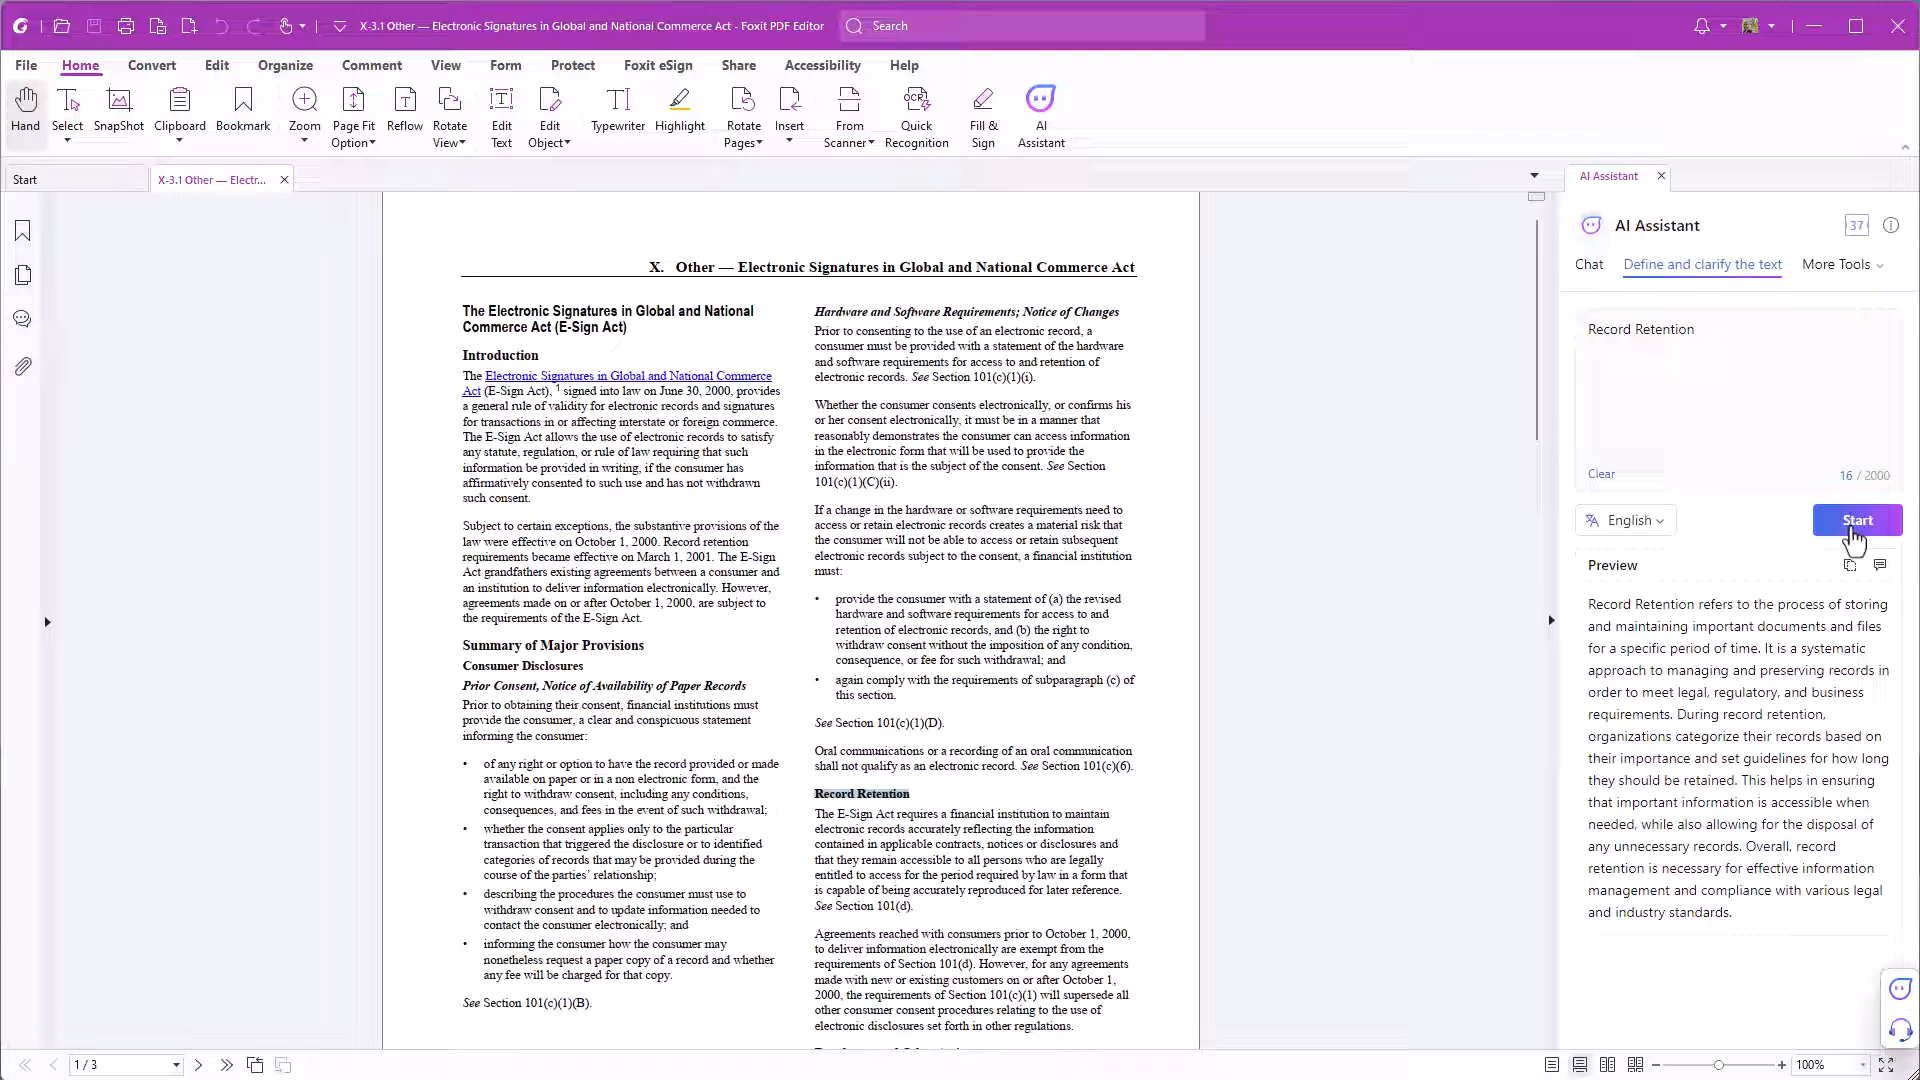 X-3.1 Other — Electronic Signatures in Global and National Commerce Act - Foxit PDF Editor
Search
File
Home
Convert
Edit
Organize
Comment
View
Form
Protect
Foxit eSign
Share
Accessibility
Help
Hand
Select
SnapShot
Clipboard
Bookmark
Zoom
Page Fit
Option
Reflow
Rotate
View
Edit
Text
Edit
Object
Typewriter
Highlight
Rotate
Pages
Insert
From
Scanner
OCR
Quick
Recognition
Fill &
Sign
AI
Assistant
Start
X-3.1 Other — Electr...
X. Other — Electronic Signatures in Global and National Commerce Act
The Electronic Signatures in Global and National
Commerce Act (E-Sign Act)
Introduction
The Electronic Signatures in Global and National Commerce
Act (E-Sign Act),1 signed into law on June 30, 2000, provides
a general rule of validity for electronic records and signatures
for transactions in or affecting interstate or foreign commerce.
The E-Sign Act allows the use of electronic records to satisfy
any statute, regulation, or rule of law requiring that such
information be provided in writing, if the consumer has
affirmatively consented to such use and has not withdrawn
such consent.
Subject to certain exceptions, the substantive provisions of the
law were effective on October 1, 2000. Record retention
requirements became effective on March 1, 2001. The E-Sign
Act grandfathers existing agreements between a consumer and
an institution to deliver information electronically. However,
agreements made on or after October 1, 2000, are subject to
the requirements of the E-Sign Act.
Summary of Major Provisions
Consumer Disclosures
Prior Consent, Notice of Availability of Paper Records
Prior to obtaining their consent, financial institutions must
provide the consumer, a clear and conspicuous statement
informing the consumer:
• of any right or option to have the record provided or made
available on paper or in a non electronic form, and the
right to withdraw consent, including any conditions,
consequences, and fees in the event of such withdrawal;
• whether the consent applies only to the particular
transaction that triggered the disclosure or to identified
categories of records that may be provided during the
course of the parties’ relationship;
• describing the procedures the consumer must use to
withdraw consent and to update information needed to
contact the consumer electronically; and
• informing the consumer how the consumer may
nonetheless request a paper copy of a record and whether
any fee will be charged for that copy.
See Section 101(c)(1)(B).
Hardware and Software Requirements; Notice of Changes
Prior to consenting to the use of an electronic record, a
consumer must be provided with a statement of the hardware
and software requirements for access to and retention of
electronic records. See Section 101(c)(1)(i).
Whether the consumer consents electronically, or confirms his
or her consent electronically, it must be in a manner that
reasonably demonstrates the consumer can access information
in the electronic form that will be used to provide the
information that is the subject of the consent. See Section
101(c)(1)(C)(ii).
If a change in the hardware or software requirements need to
access or retain electronic records creates a material risk that
the consumer will not be able to access or retain subsequent
electronic records subject to the consent, a financial institution
must:
• provide the consumer with a statement of (a) the revised
hardware and software requirements for access to and
retention of electronic records, and (b) the right to
withdraw consent without the imposition of any condition,
consequence, or fee for such withdrawal; and
• again comply with the requirements of subparagraph (c) of
this section.
See Section 101(c)(1)(D).
Oral communications or a recording of an oral communication
shall not qualify as an electronic record. See Section 101(c)(6).
Record Retention
The E-Sign Act requires a financial institution to maintain
electronic records accurately reflecting the information
contained in applicable contracts, notices or disclosures and
that they remain accessible to all persons who are legally
entitled to access for the period required by law in a form that
is capable of being accurately reproduced for later reference.
See Section 101(d).
Agreements reached with consumers prior to October 1, 2000,
to deliver information electronically are exempt from the
requirements of Section 101(d). However, for any agreements
made with new or existing customers on or after October 1,
2000, the requirements of Section 101(c)(1) will supersede all
other consumer consent procedures relating to the use of
electronic disclosures set forth in other regulations.
AI Assistant
AI Assistant
37
Chat
Define and clarify the text
More Tools
Record Retention
Clear
16 / 2000
English
Start
Preview
Record Retention refers to the process of storing
and maintaining important documents and files
for a specific period of time. It is a systematic
approach to managing and preserving records in
order to meet legal, regulatory, and business
requirements. During record retention,
organizations categorize their records based on
their importance and set guidelines for how long
they should be retained. This helps in ensuring
that important information is accessible when
needed, while also allowing for the disposal of
any unnecessary records. Overall, record
retention is necessary for effective information
management and compliance with various legal
and industry standards.
1 / 3
100%